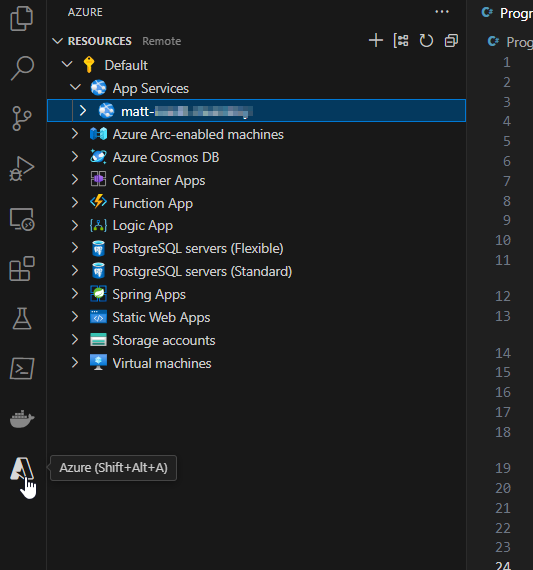 AZURE
RESOURCES Remote
Default
App Services
matt-
Azure Arc-enabled machines
Azure Cosmos DB
Container Apps
Function App
Logic App
PostgreSQL servers (Flexible)
PostgreSQL servers (Standard)
Spring Apps
Static Web Apps
Storage accounts
Virtual machines
Azure (Shift+Alt+A)
C# Progr
C# Prog
1
2
3
4
5
6
7
8
9
10
11
12
13
14
15
16
17
18
19
20
21
22
23
24